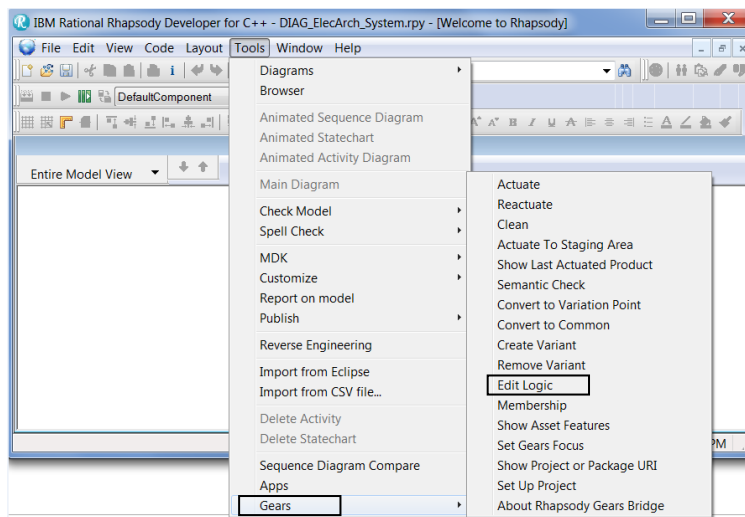 IBM Rational Rhapsody Developer for C++ - DIAG_ElecArch_System.rpy - [Welcome to Rhapsody]
File Edit View Code Layout Tools Window Help
DefaultComponent
Entire Model View
Diagrams
Browser
Animated Sequence Diagram
Animated Statechart
Animated Activity Diagram
Main Diagram
Check Model
Spell Check
MDK
Customize
Report on model
Publish
Reverse Engineering
Import from Eclipse
Import from CSV file...
Delete Activity
Delete Statechart
Sequence Diagram Compare
Apps
Gears
Actuate
Reactuate
Clean
Actuate To Staging Area
Show Last Actuated Product
Semantic Check
Convert to Variation Point
Convert to Common
Create Variant
Remove Variant
Edit Logic
Membership
Show Asset Features
Set Gears Focus
Show Project or Package URI
Set Up Project
About Rhapsody Gears Bridge